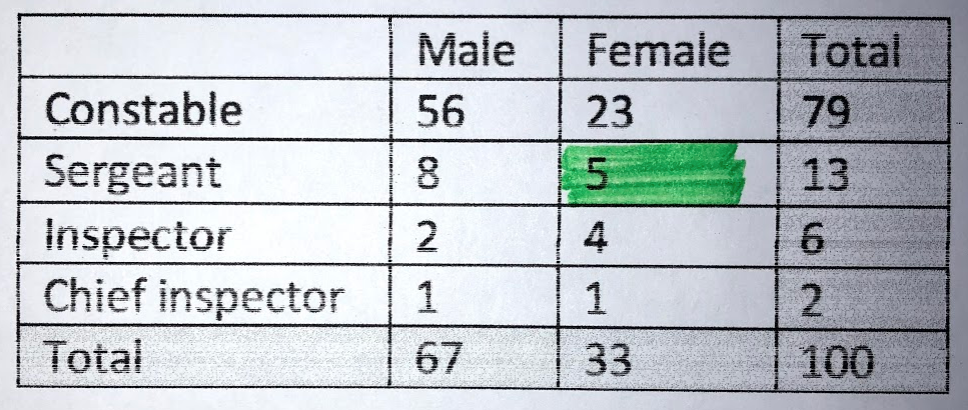 Male Female Total
Constable 56 23 79
Sergeant 8 5 13
Inspector 2 4 6
Chief inspector 1 1 2
Total 67 33 100